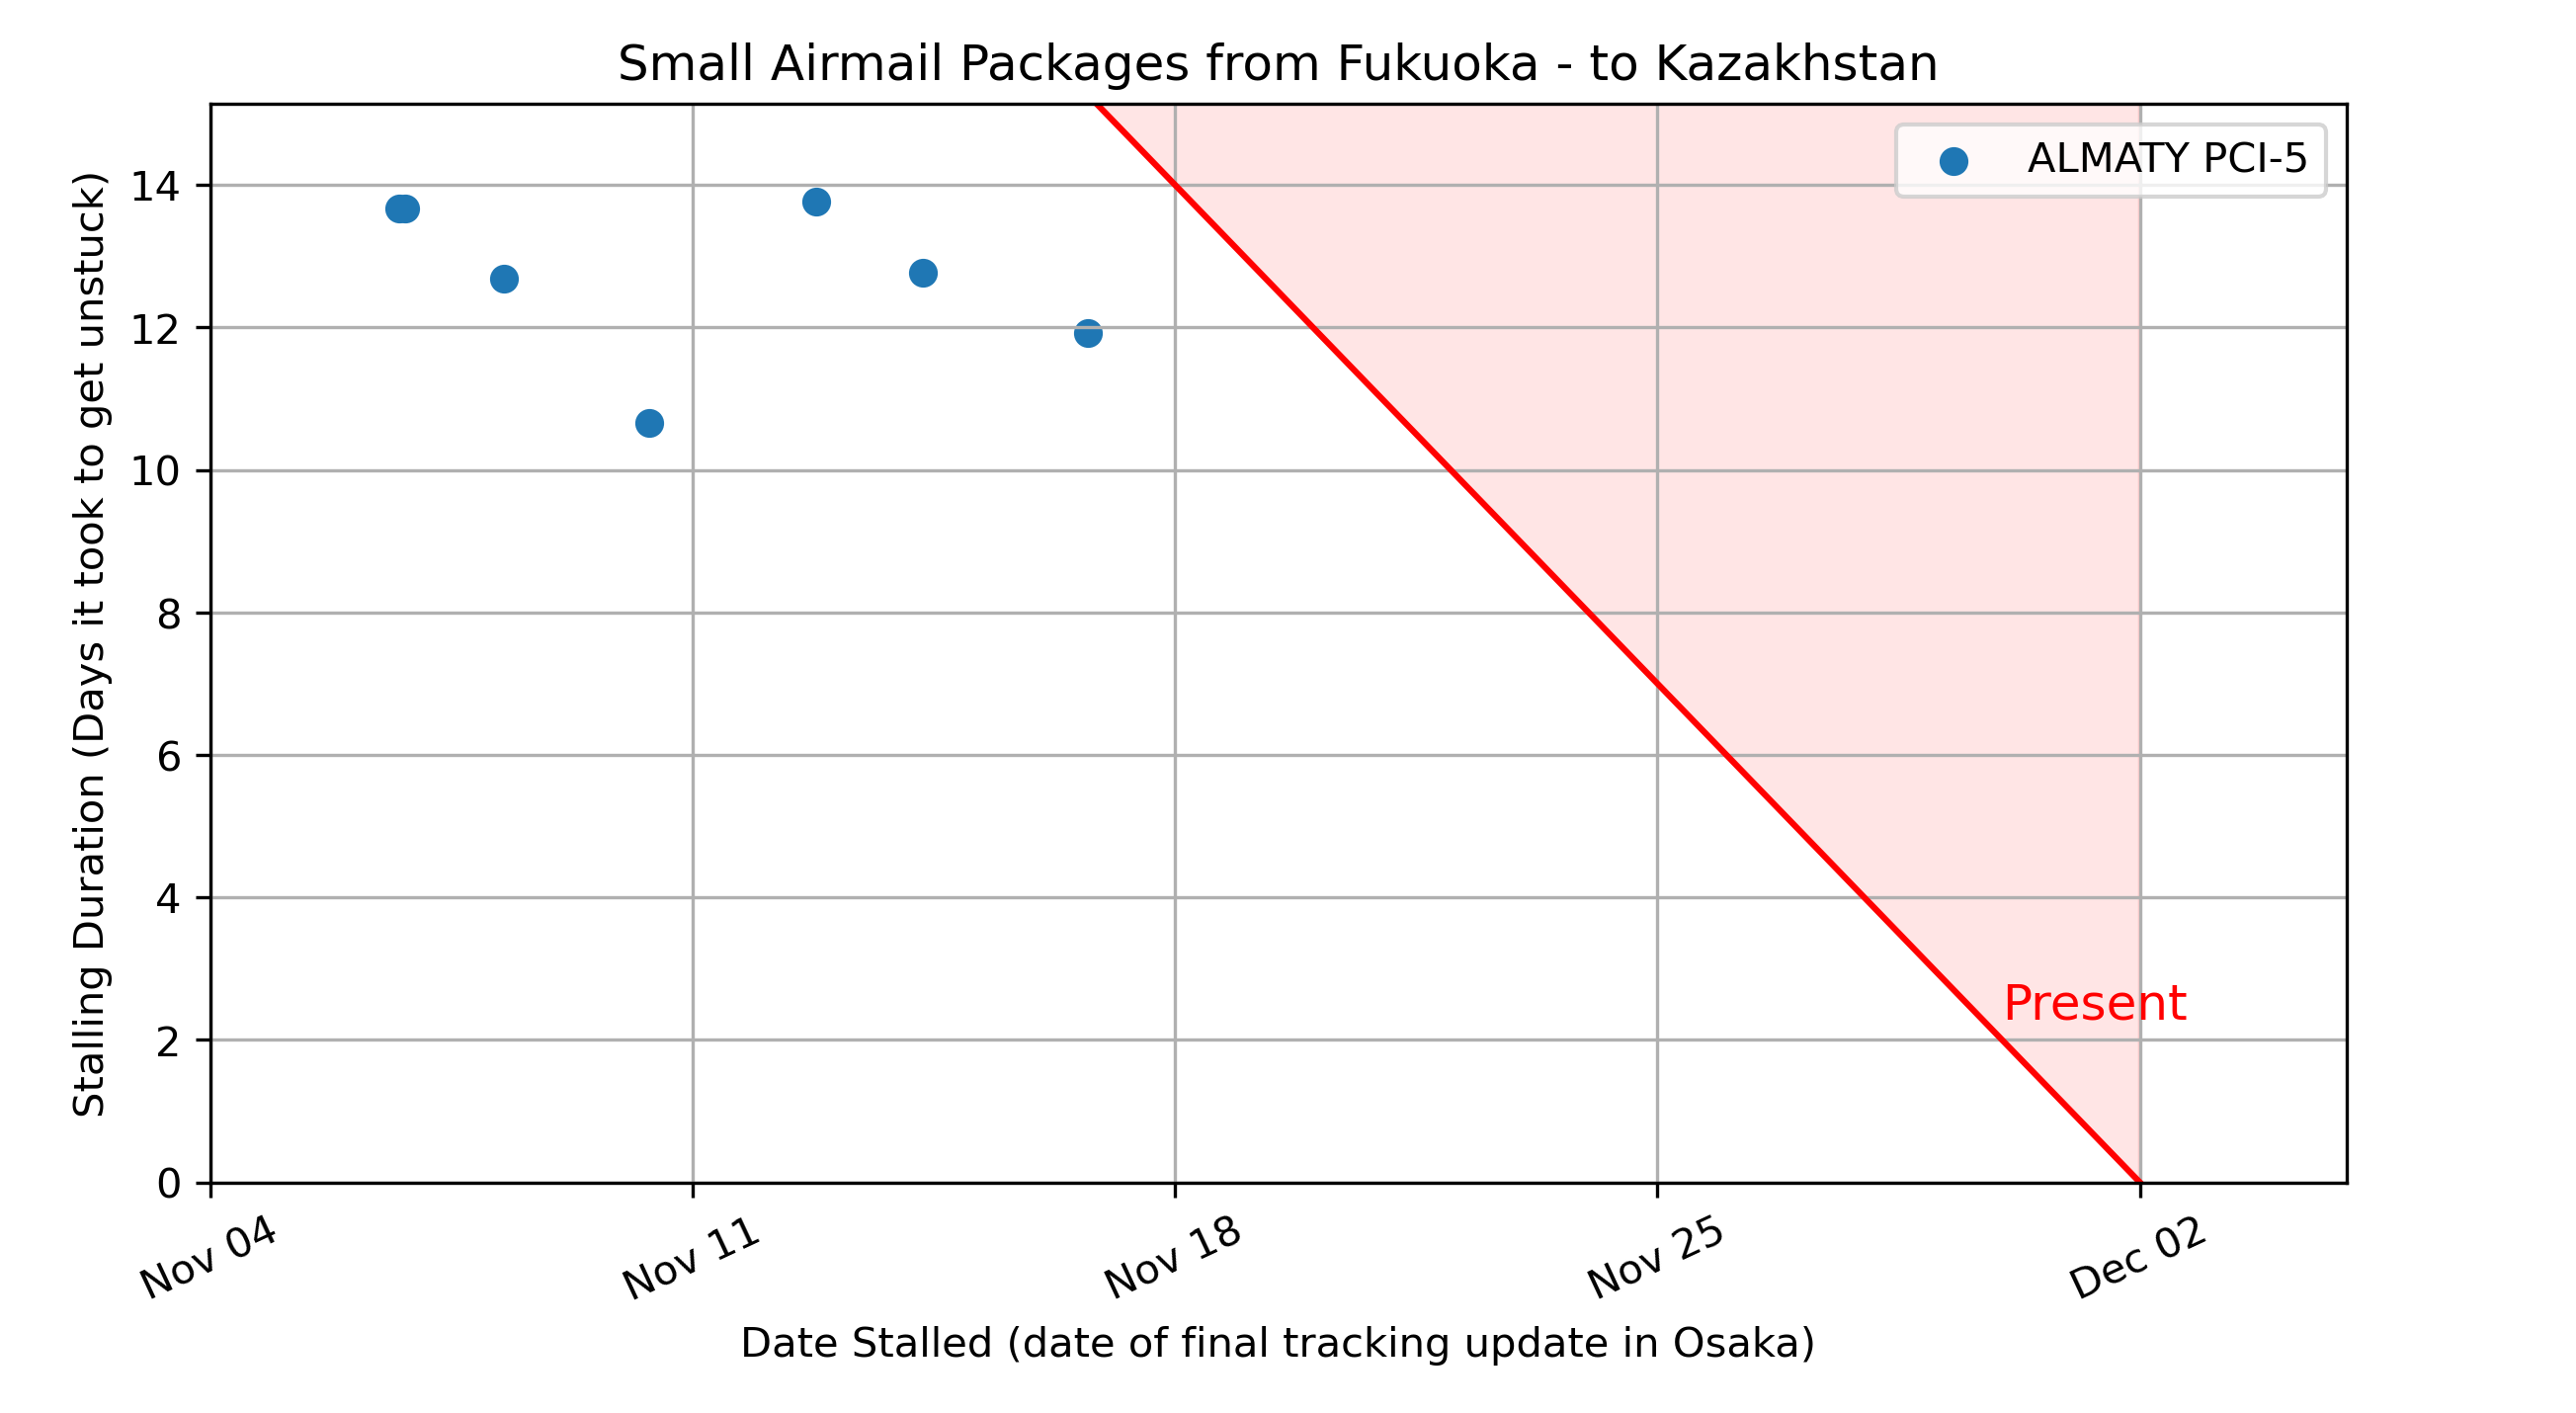 Small Airmail Packages from Fukuoka - to Kazakhstan
ALMATY PCI-5
Stalling Duration (Days it took to get unstuck)
14
12
10
8
6
4
2
0
Present
Nov 04
Nov 11
Nov 18
Nov 25
Dec 02
Date Stalled (date of final tracking update in Osaka)